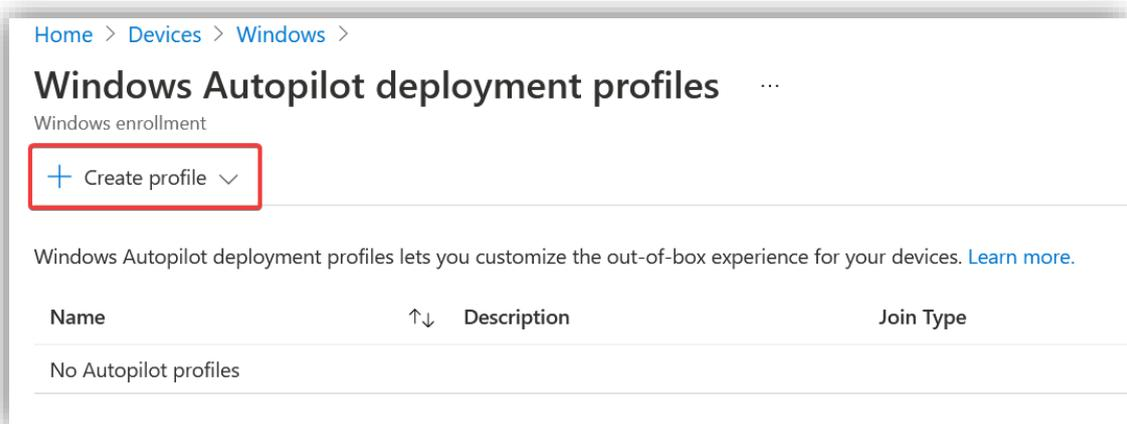 Home > Devices > Windows >
Windows Autopilot deployment profiles ...
Windows enrollment
+ Create profile
Windows Autopilot deployment profiles lets you customize the out-of-box experience for your devices. Learn more.
Name ↑↓ Description Join Type
No Autopilot profiles